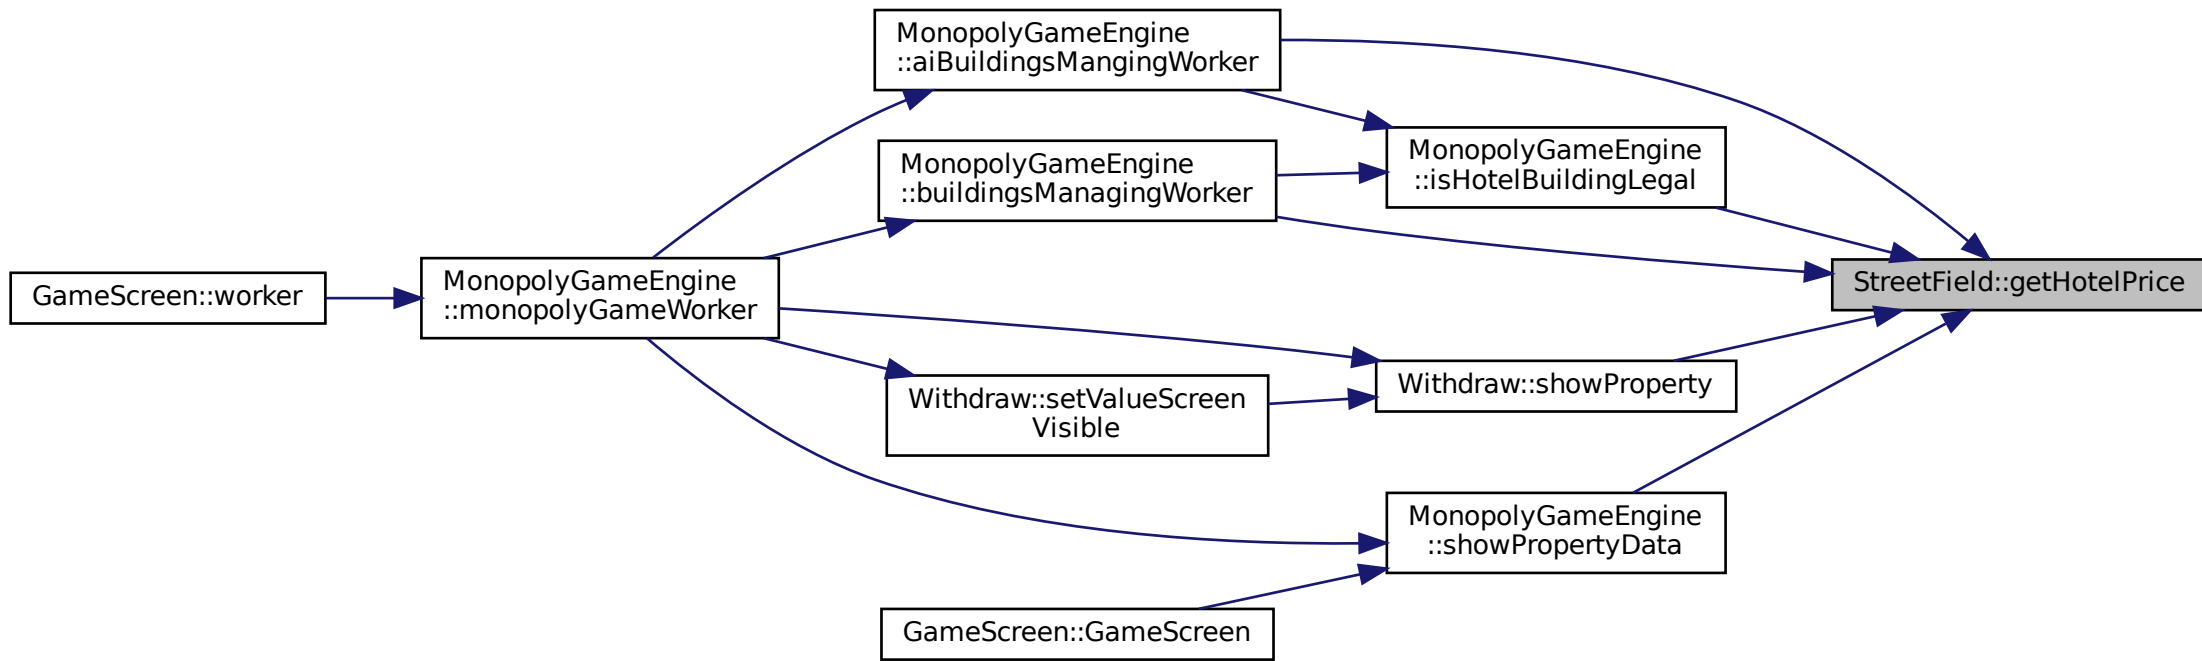 MonopolyGameEngine
::aiBuildingsMangingWorker
MonopolyGameEngine
::isHotelBuildingLegal
MonopolyGameEngine
::buildingsManagingWorker
StreetField::getHotelPrice
MonopolyGameEngine
::monopolyGameWorker
GameScreen::worker
Withdraw::showProperty
Withdraw::setValueScreen
Visible
MonopolyGameEngine
::showPropertyData
GameScreen::GameScreen